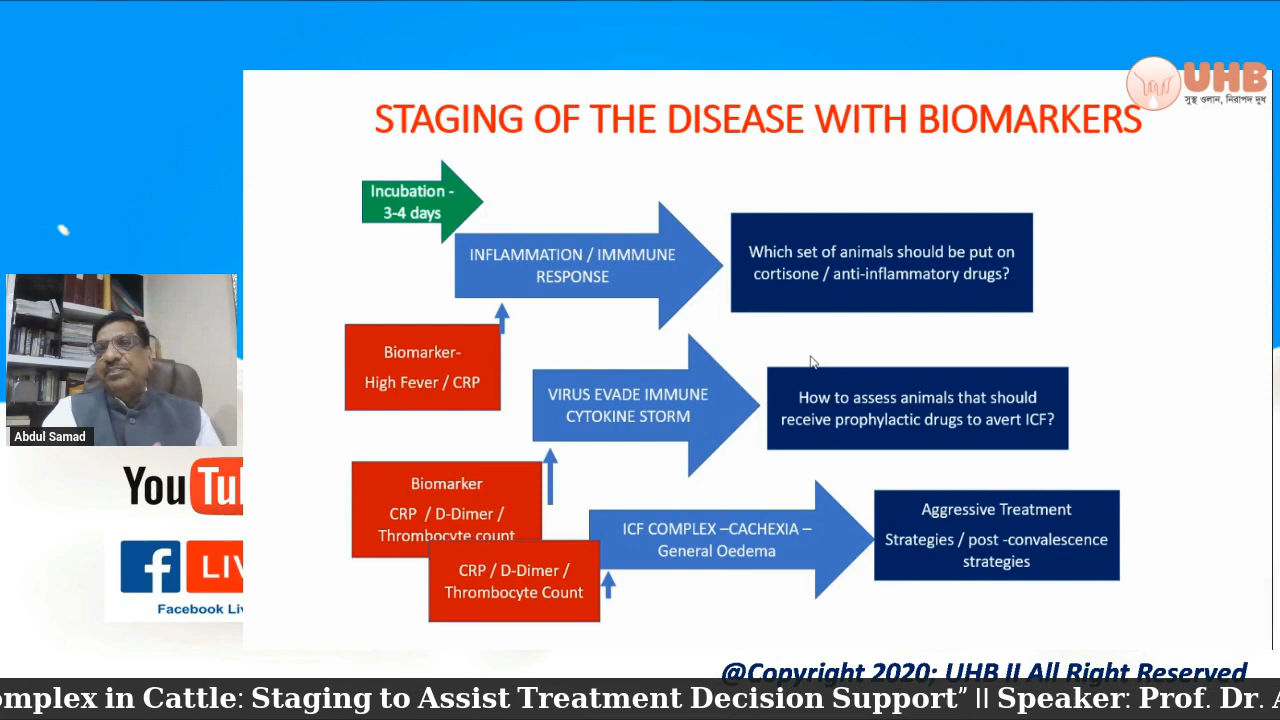 UHB
সুস্থ ওলান, নিরাপদ দুধ
STAGING OF THE DISEASE WITH BIOMARKERS
Incubation -
3-4 days
INFLAMMATION / IMMMUNE
RESPONSE
Which set of animals should be put on
cortisone / anti-inflammatory drugs?
Biomarker-
High Fever / CRP
VIRUS EVADE IMMUNE
CYTOKINE STORM
How to assess animals that should
receive prophylactic drugs to avert ICF?
Biomarker
CRP / D-Dimer /
Thrombocyte count
ICF COMPLEX –CACHEXIA –
General Oedema
Aggressive Treatment
Strategies / post -convalescence
strategies
CRP / D-Dimer /
Thrombocyte Count
Abdul Samad
You Tu
f LIV
Facebook Liv
@Copyright 2020; UHB II All Right Reserved
omplex in Cattle: Staging to Assist Treatment Decision Support” || Speaker: Prof. Dr. A